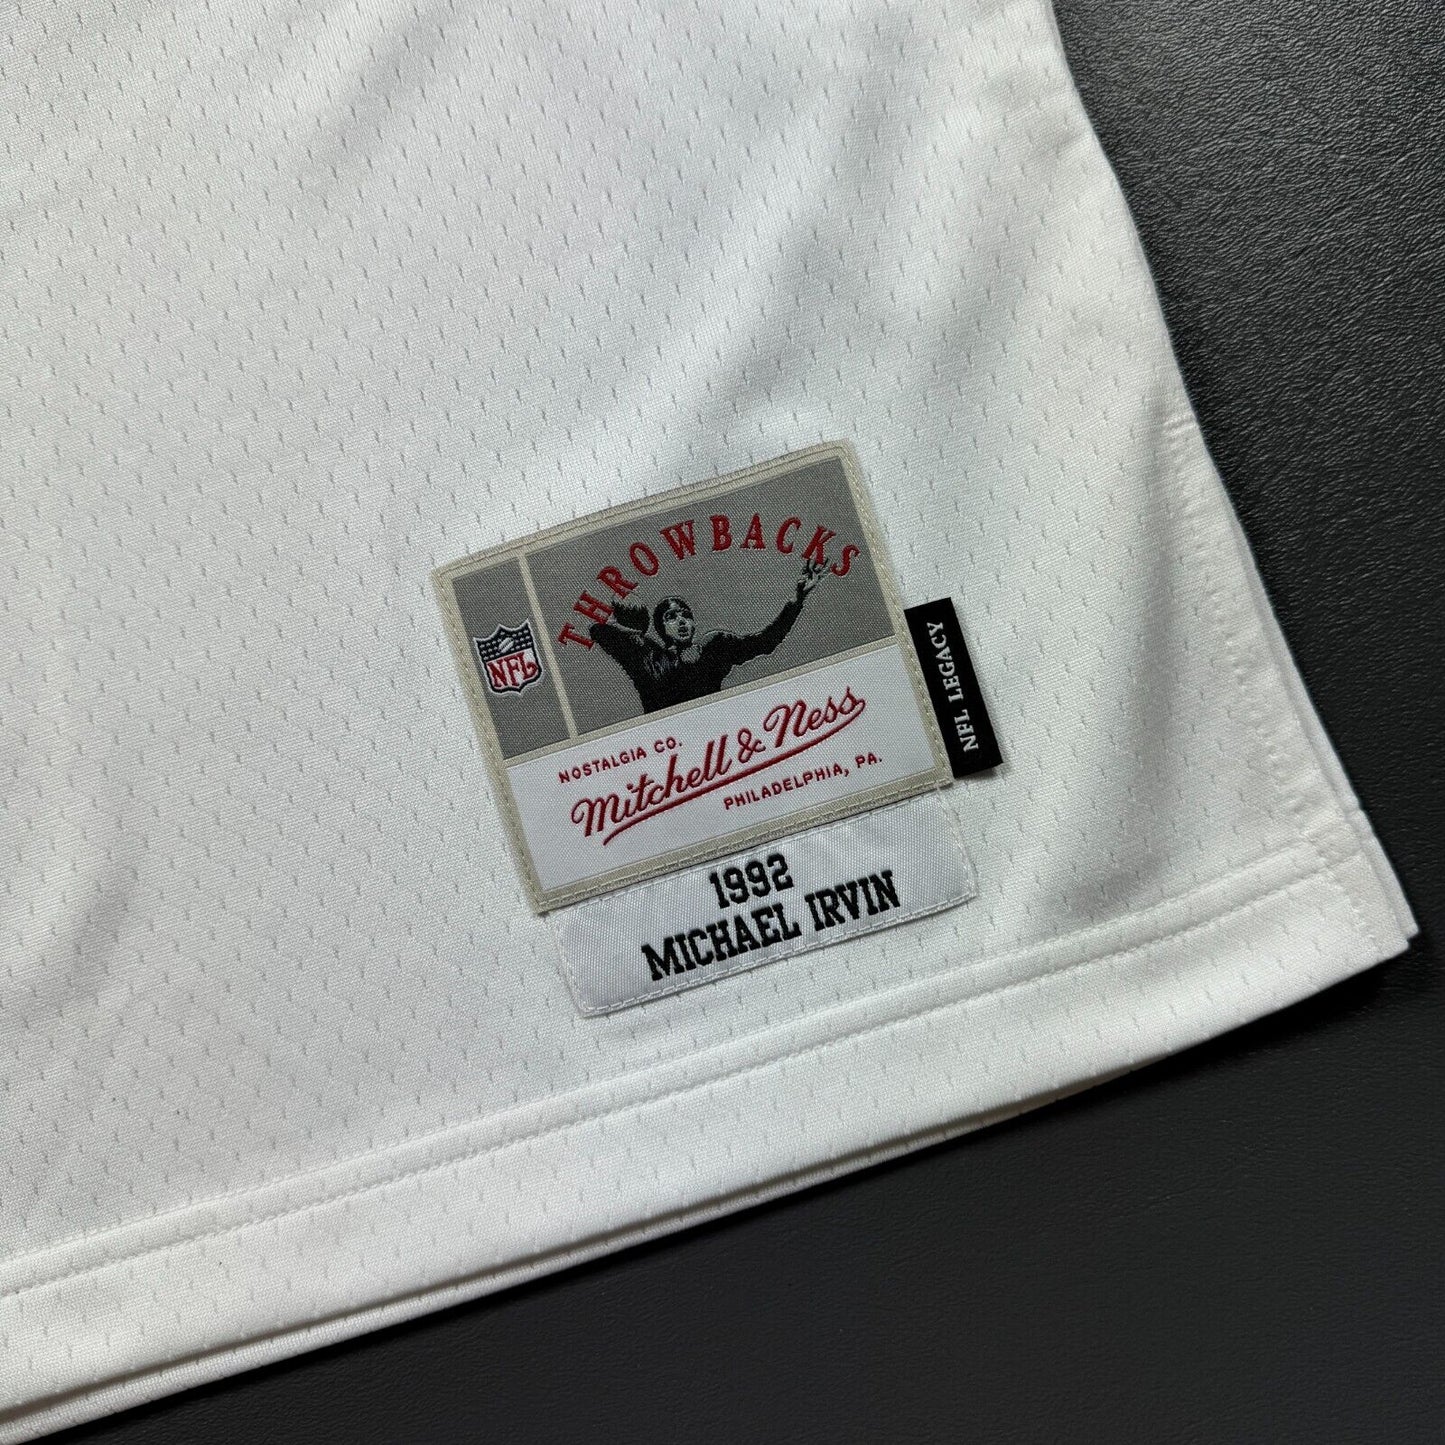 THROWBACKS
NFL
NOSTALGIA CO.
Mitchell & Ness
PHILADELPHIA, PA.
NFL LEGACY
1992
MICHAEL IRVIN